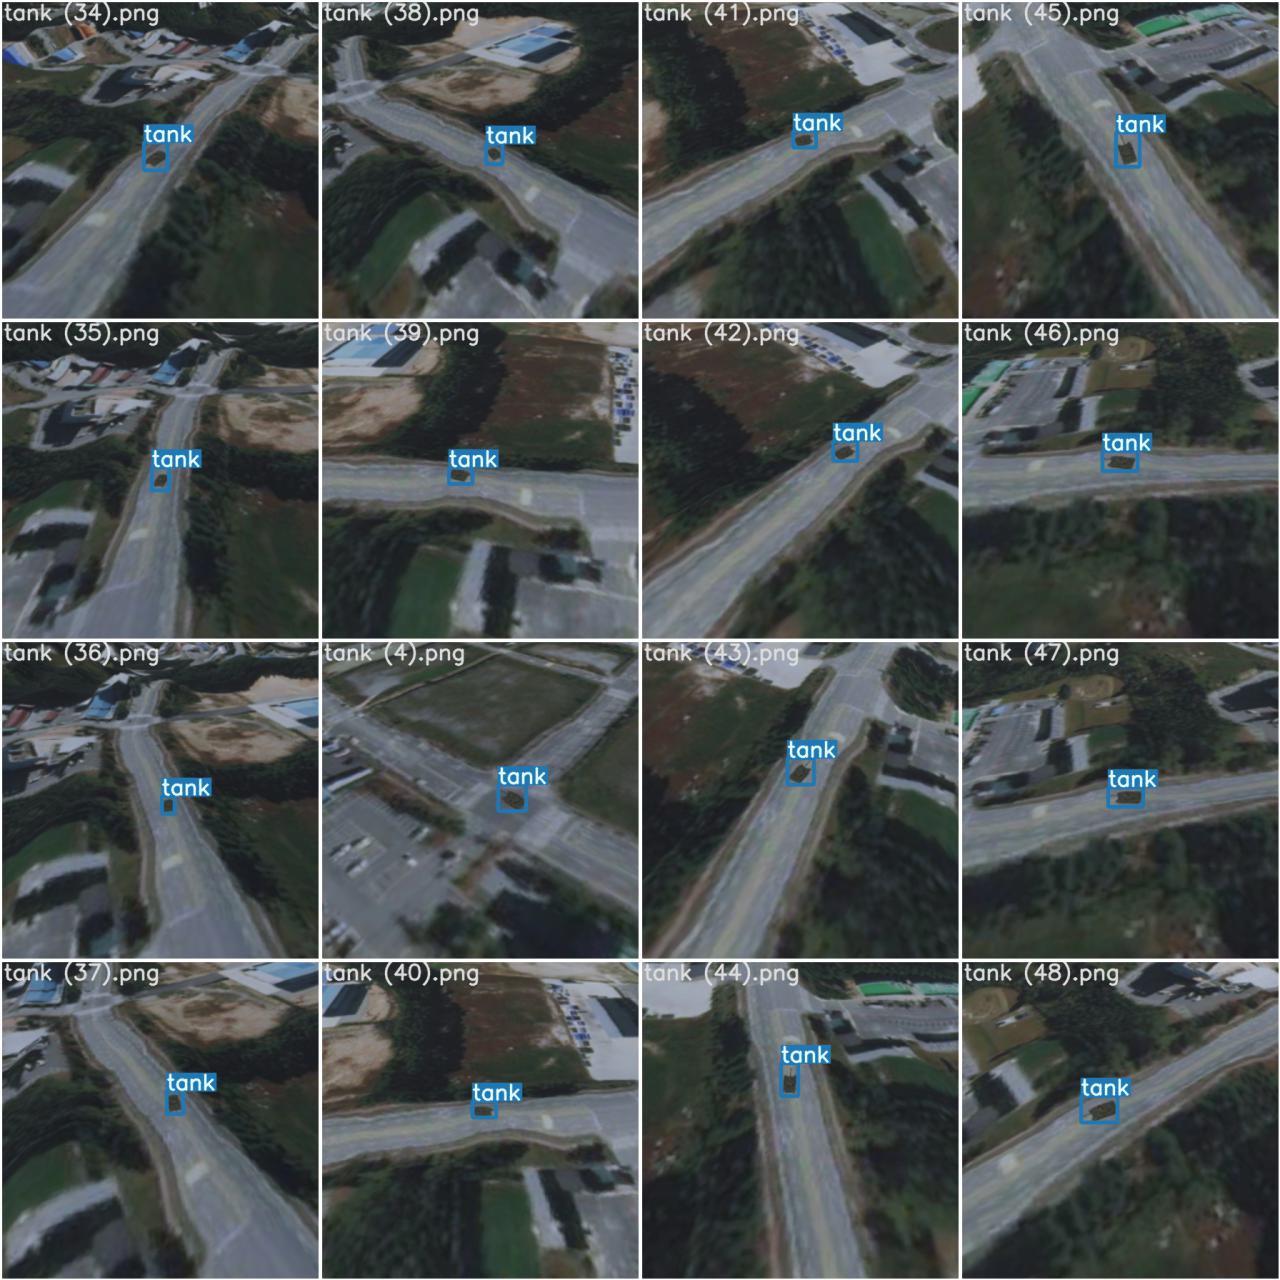 tank (34).png
tank
tank (38).png
tank
tank (41).png
tank
tank (45).png
tank
tank (35).png
tank
tank (39).png
tank
tank (42).png
tank
tank (46).png
tank
tank (36).png
tank
tank (4).png
tank
tank (43).png
tank
tank (47).png
tank
tank (37).png
tank
tank (40).png
tank
tank (44).png
tank
tank (48).png
tank